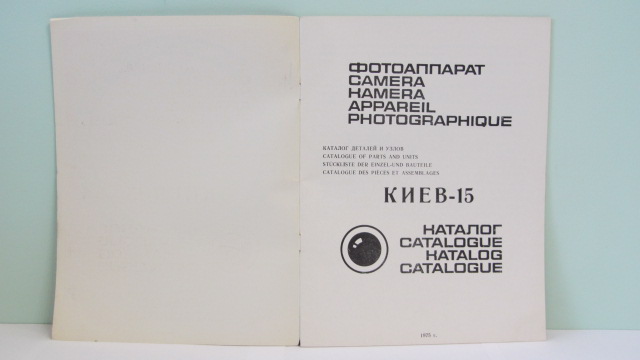 ФОТОАППАРАТ
CAMERA
KAMERA
APPAREIL
PHOTOGRAPHIQUE
КАТАЛОГ ДЕТАЛЕЙ И УЗЛОВ
CATALOGUE OF PARTS AND UNITS
STÜCKLISTE DER EINZEL-UND BAUTEILE
CATALOGUE DES PIÈCES ET ASSEMBLAGES
КИЕВ-15
КАТАЛОГ
CATALOGUE
KATALOG
CATALOGUE